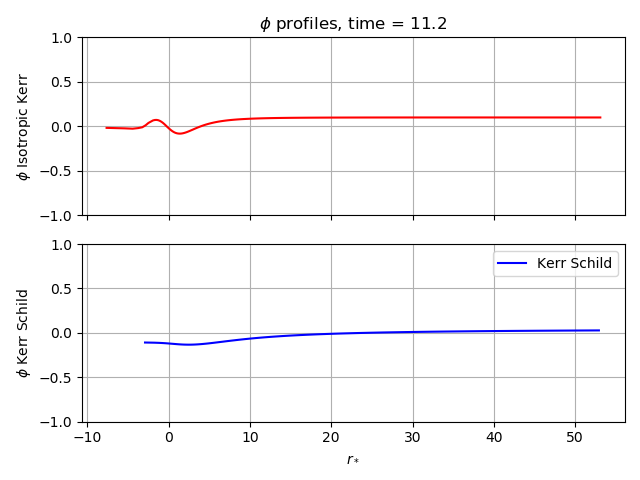 ϕ profiles, time = 11.2
1.0
0.5
0.0
−0.5
−1.0
ϕ Isotropic Kerr
1.0
0.5
0.0
−0.5
−1.0
ϕ Kerr Schild
Kerr Schild
−10 0 10 20 30 40 50
r*